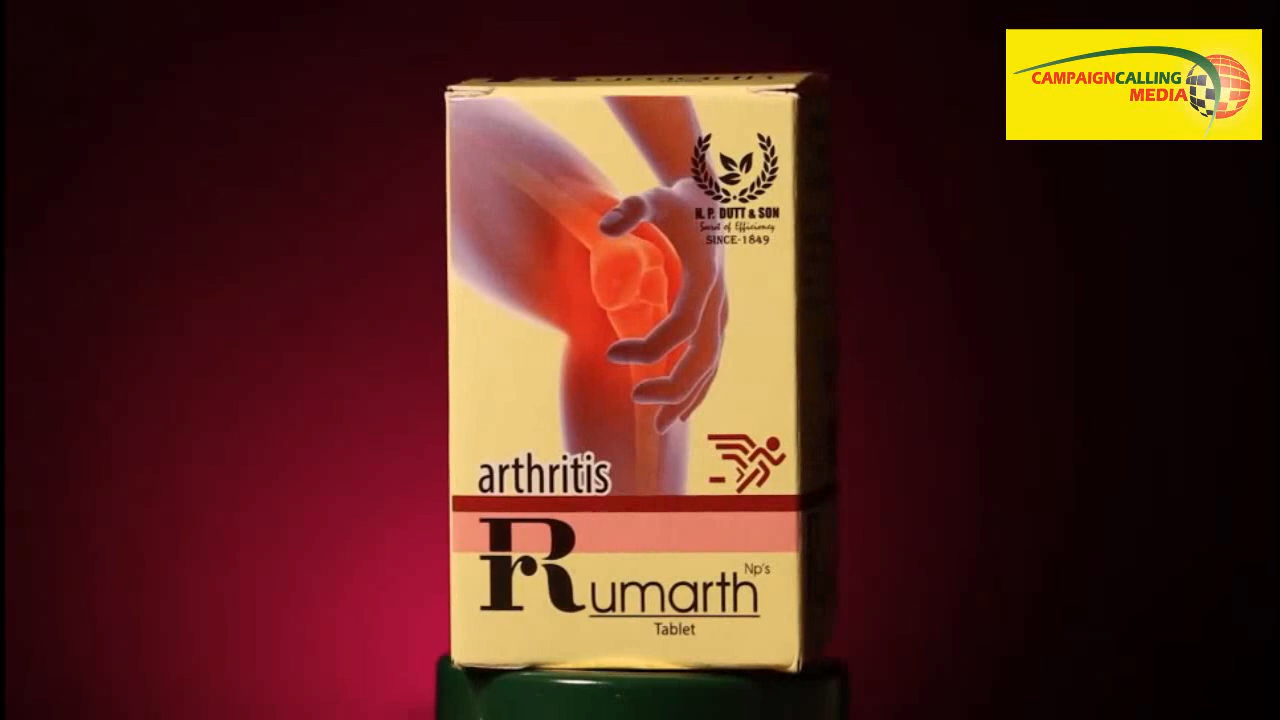 CAMPAIGNCALLING
MEDIA
N. P. DUTT & SON
Secret of Efficiency
SINCE-1849
arthritis
Rumarth
Np's
Tablet